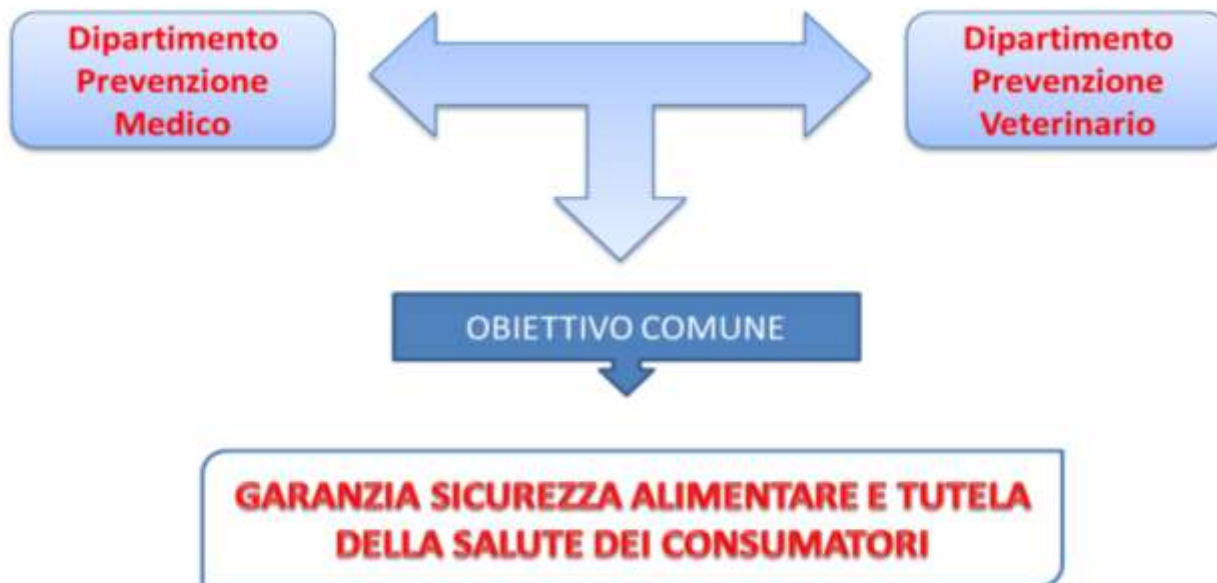 Dipartimento
Prevenzione
Medico
Dipartimento
Prevenzione
Veterinario
OBIETTIVO COMUNE
GARANZIA SICUREZZA ALIMENTARE E TUTELA
DELLA SALUTE DEI CONSUMATORI